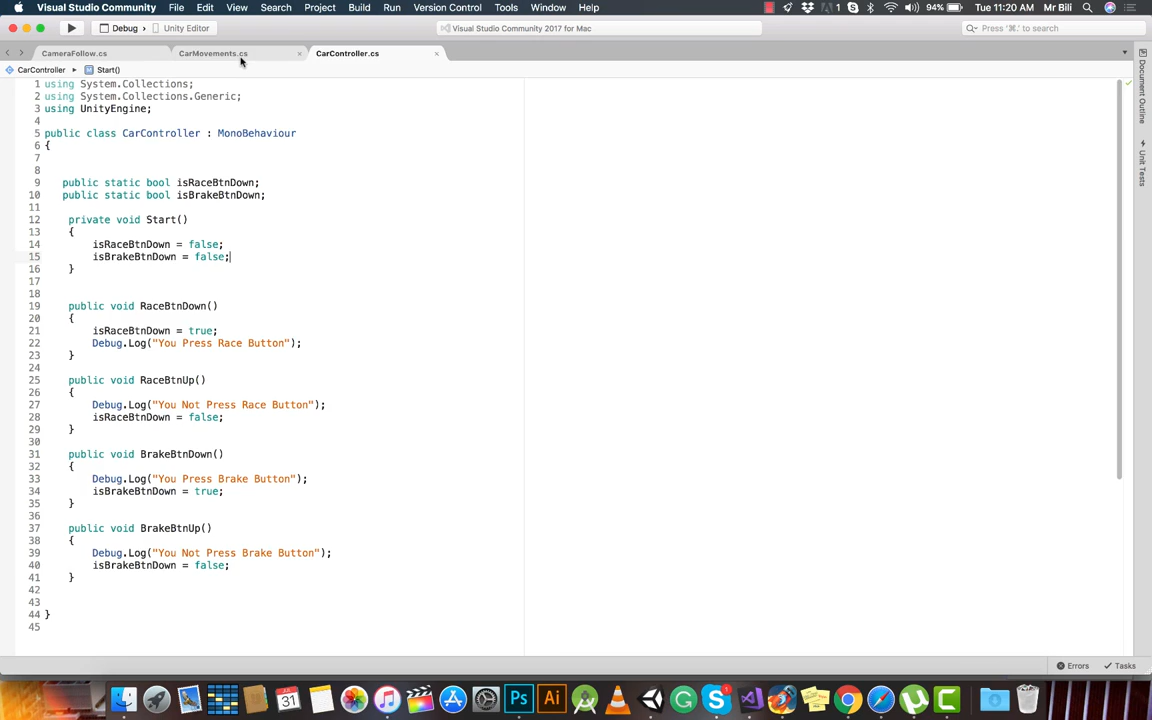 Visual Studio Community File Edit View Search Project Build Run Version Control Tools Window Help 94% Tue 11:20 AM Mr Bili
Debug Unity Editor Visual Studio Community 2017 for Mac Press '⌘.' to search
CameraFollow.cs CarMovements.cs × CarController.cs ×
CarController ▸ Start()
1 using System.Collections;
2 using System.Collections.Generic;
3 using UnityEngine;
4
5 public class CarController : MonoBehaviour
6 {
7
8
9 public static bool isRaceBtnDown;
10 public static bool isBrakeBtnDown;
11
12 private void Start()
13 {
14 isRaceBtnDown = false;
15 isBrakeBtnDown = false;
16 }
17
18
19 public void RaceBtnDown()
20 {
21 isRaceBtnDown = true;
22 Debug.Log("You Press Race Button");
23 }
24
25 public void RaceBtnUp()
26 {
27 Debug.Log("You Not Press Race Button");
28 isRaceBtnDown = false;
29 }
30
31 public void BrakeBtnDown()
32 {
33 Debug.Log("You Press Brake Button");
34 isBrakeBtnDown = true;
35 }
36
37 public void BrakeBtnUp()
38 {
39 Debug.Log("You Not Press Brake Button");
40 isBrakeBtnDown = false;
41 }
42
43
44 }
45
Document Outline
Unit Tests
Errors Tasks
31
Ps Ai